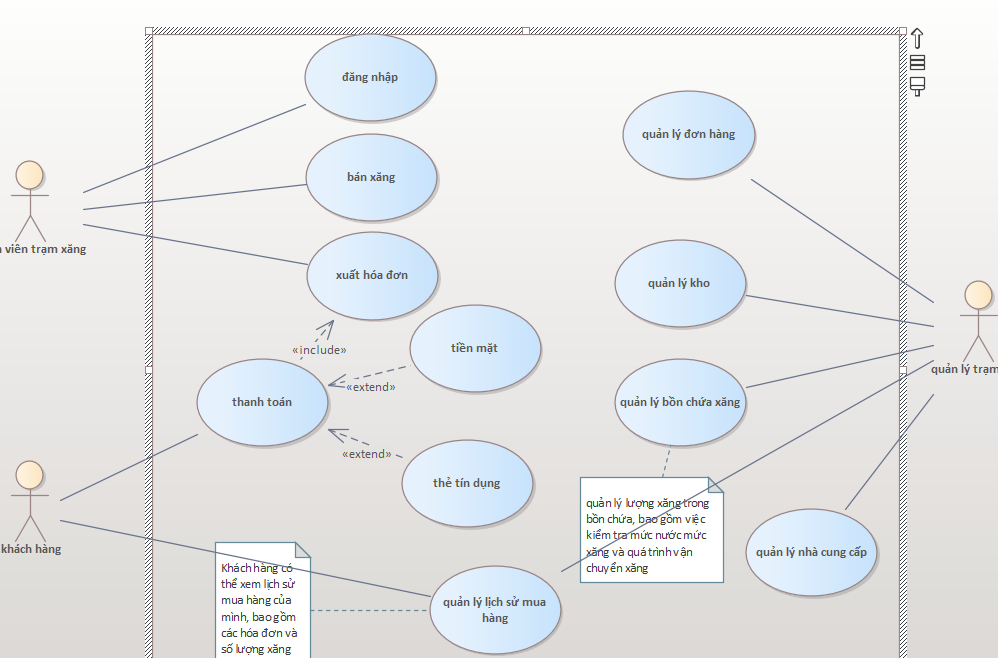 đăng nhập
quản lý đơn hàng
bán xăng
viên trạm xăng
xuất hóa đơn
quản lý kho
«include»
tiền mặt
quản lý trạm
«extend»
thanh toán
quản lý bồn chứa xăng
«extend»
thẻ tín dụng
quản lý lượng xăng trong
bồn chứa, bao gồm việc
kiểm tra mức nước mức
xăng và quá trình vận
chuyển xăng
khách hàng
quản lý nhà cung cấp
Khách hàng có
thể xem lịch sử
mua hàng của
mình, bao gồm
các hóa đơn và
số lượng xăng
quản lý lịch sử mua
hàng